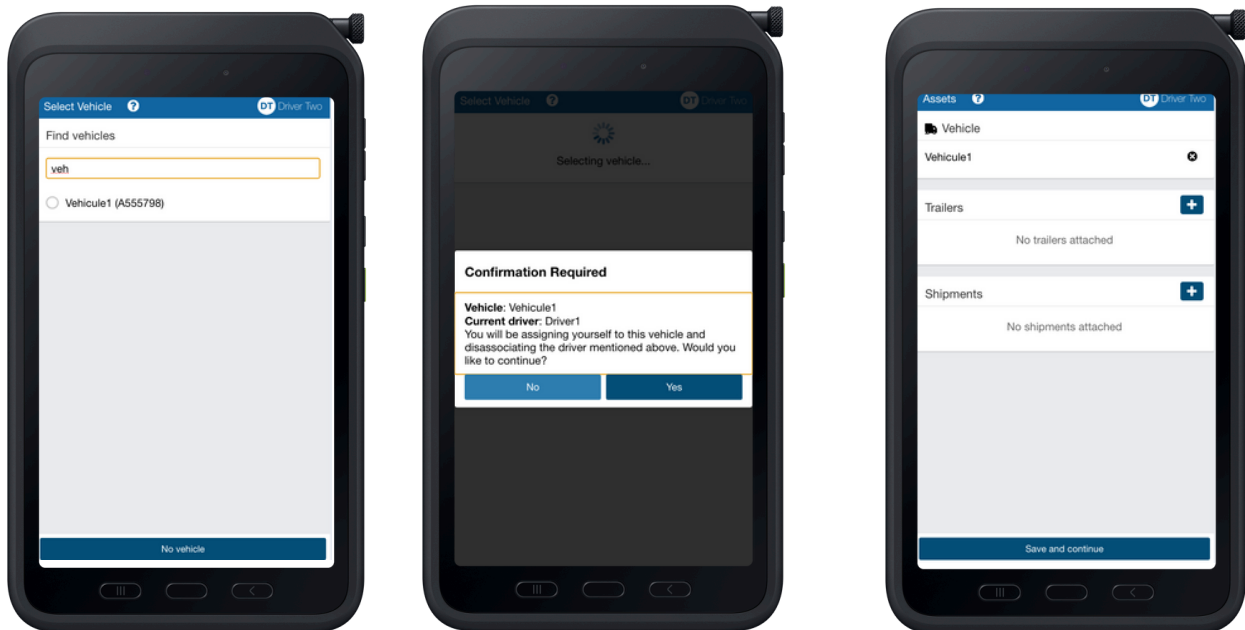 Select Vehicle ?
DT Driver Two
Find vehicles
veh
Vehicule1 (A555798)
No vehicle
Select Vehicle ?
DT Driver Two
Selecting vehicle...
Confirmation Required
Vehicle: Vehicule1
Current driver: Driver1
You will be assigning yourself to this vehicle and
disassociating the driver mentioned above. Would you
like to continue?
No
Yes
Assets ?
DT Driver Two
Vehicle
Vehicule1
Trailers
No trailers attached
Shipments
No shipments attached
Save and continue